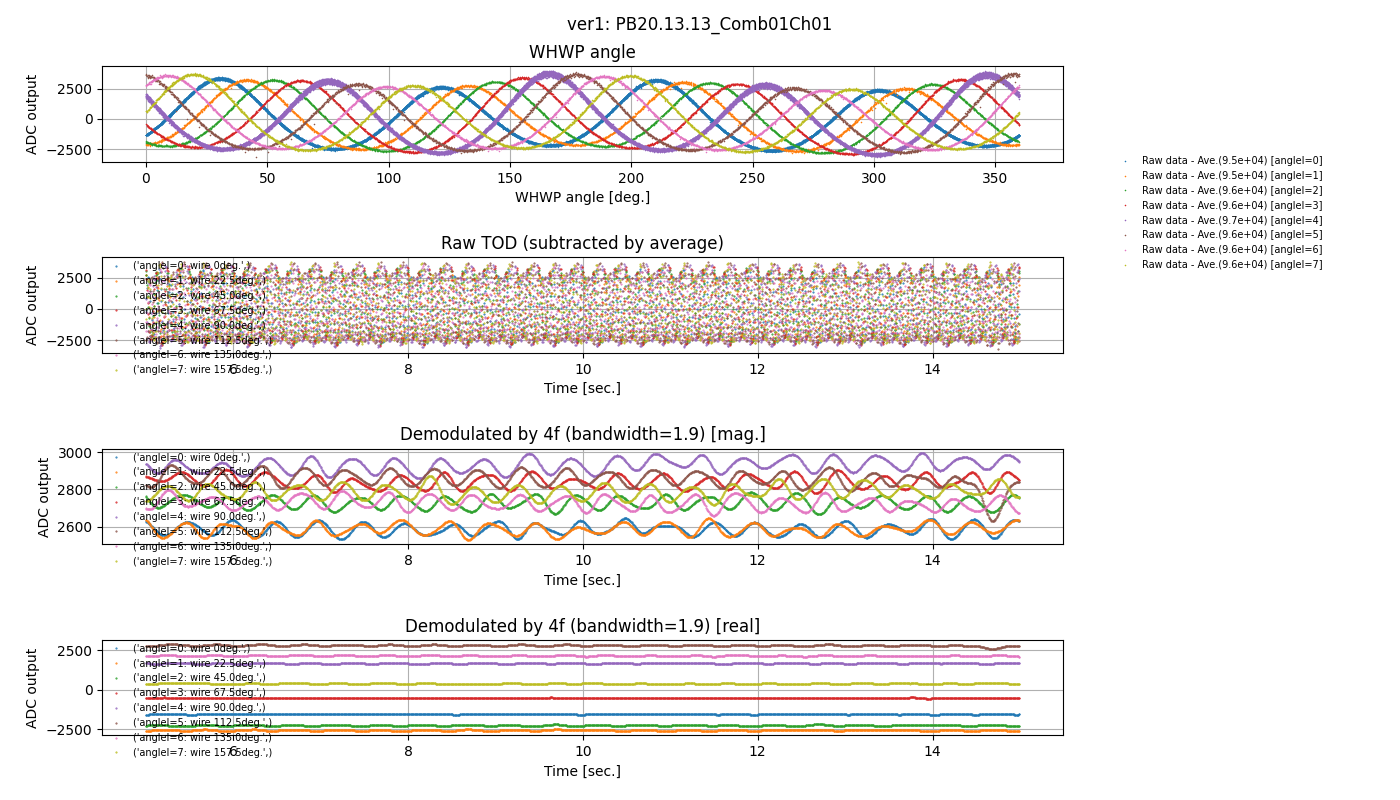 ver1: PB20.13.13_Comb01Ch01
WHWP angle
ADC output
2500
0
−2500
0 50 100 150 200 250 300 350
WHWP angle [deg.]
Raw data - Ave.(9.5e+04) [angleI=0]
Raw data - Ave.(9.5e+04) [angleI=1]
Raw data - Ave.(9.6e+04) [angleI=2]
Raw data - Ave.(9.6e+04) [angleI=3]
Raw data - Ave.(9.7e+04) [angleI=4]
Raw data - Ave.(9.6e+04) [angleI=5]
Raw data - Ave.(9.6e+04) [angleI=6]
Raw data - Ave.(9.6e+04) [angleI=7]
Raw TOD (subtracted by average)
ADC output
2500
0
−2500
('angleI=0: wire 0deg.',)
('angleI=1: wire 22.5deg.',)
('angleI=2: wire 45.0deg.',)
('angleI=3: wire 67.5deg.',)
('angleI=4: wire 90.0deg.',)
('angleI=5: wire 112.5deg.',)
('angleI=6: wire 135.0deg.',)
('angleI=7: wire 157.5deg.',)
6 8 10 12 14
Time [sec.]
Demodulated by 4f (bandwidth=1.9) [mag.]
ADC output
3000
2800
2600
('angleI=0: wire 0deg.',)
('angleI=1: wire 22.5deg.',)
('angleI=2: wire 45.0deg.',)
('angleI=3: wire 67.5deg.',)
('angleI=4: wire 90.0deg.',)
('angleI=5: wire 112.5deg.',)
('angleI=6: wire 135.0deg.',)
('angleI=7: wire 157.5deg.',)
6 8 10 12 14
Time [sec.]
Demodulated by 4f (bandwidth=1.9) [real]
ADC output
2500
0
−2500
('angleI=0: wire 0deg.',)
('angleI=1: wire 22.5deg.',)
('angleI=2: wire 45.0deg.',)
('angleI=3: wire 67.5deg.',)
('angleI=4: wire 90.0deg.',)
('angleI=5: wire 112.5deg.',)
('angleI=6: wire 135.0deg.',)
('angleI=7: wire 157.5deg.',)
6 8 10 12 14
Time [sec.]